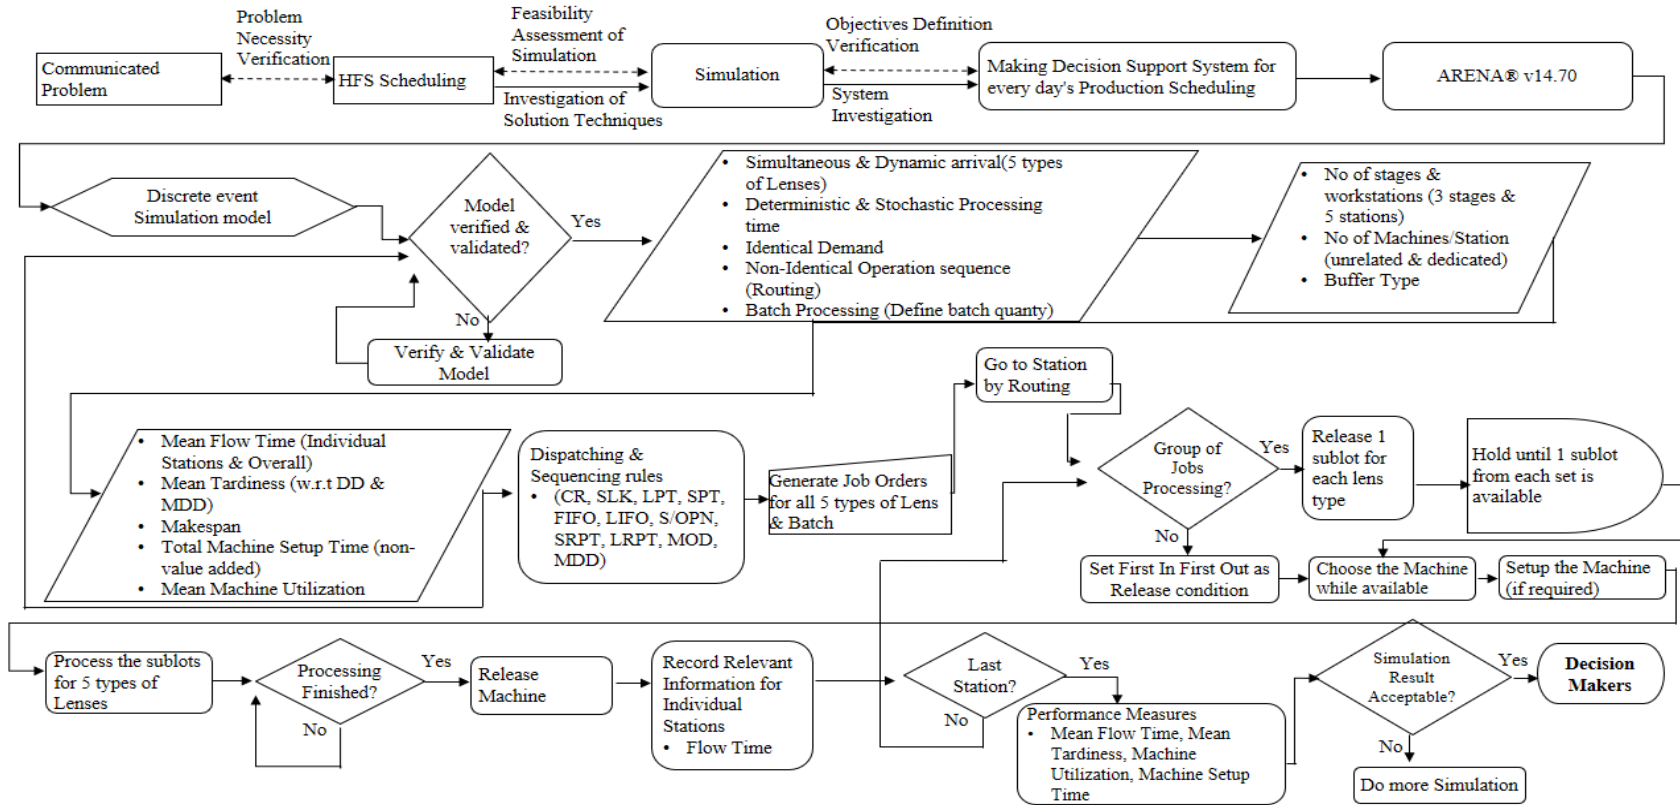 Problem
Necessity
Verification
Feasibility
Assessment of
Simulation
Objectives Definition
Verification
Communicated
Problem
HFS Scheduling
Simulation
Making Decision Support System for
every day's Production Scheduling
ARENA® v14.70
Investigation of
Solution Techniques
System
Investigation
Discrete event
Simulation model
Model
verified &
validated?
Yes
No
Verify & Validate
Model
• Simultaneous & Dynamic arrival(5 types
of Lenses)
• Deterministic & Stochastic Processing
time
• Identical Demand
• Non-Identical Operation sequence
(Routing)
• Batch Processing (Define batch quanty)
• No of stages &
workstations (3 stages &
5 stations)
• No of Machines/Station
(unrelated & dedicated)
• Buffer Type
• Mean Flow Time (Individual
Stations & Overall)
• Mean Tardiness (w.r.t DD &
MDD)
• Makespan
• Total Machine Setup Time (non-
value added)
• Mean Machine Utilization
Dispatching &
Sequencing rules
• (CR, SLK, LPT, SPT,
FIFO, LIFO, S/OPN,
SRPT, LRPT, MOD,
MDD)
Generate Job Orders
for all 5 types of Lens
& Batch
Go to Station
by Routing
Group of
Jobs
Processing?
Yes
No
Release 1
sublot for
each lens
type
Hold until 1 sublot
from each set is
available
Set First In First Out as
Release condition
Choose the Machine
while available
Setup the Machine
(if required)
Process the sublots
for 5 types of
Lenses
Processing
Finished?
Yes
No
Release
Machine
Record Relevant
Information for
Individual
Stations
• Flow Time
Last
Station?
Yes
No
Performance Measures
• Mean Flow Time, Mean
Tardiness, Machine
Utilization, Machine Setup
Time
Simulation
Result
Acceptable?
Yes
No
Decision
Makers
Do more Simulation